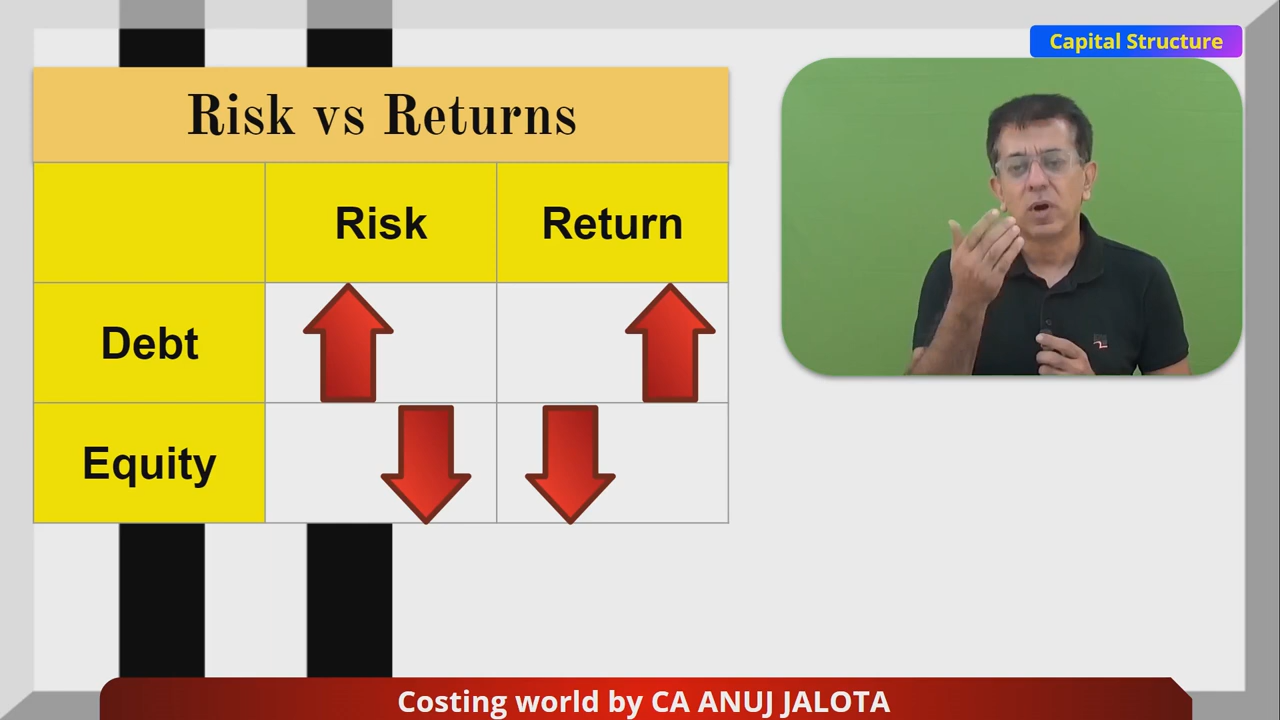 Capital Structure
Risk vs Returns
Risk Return
Debt
Equity
Costing world by CA ANUJ JALOTA